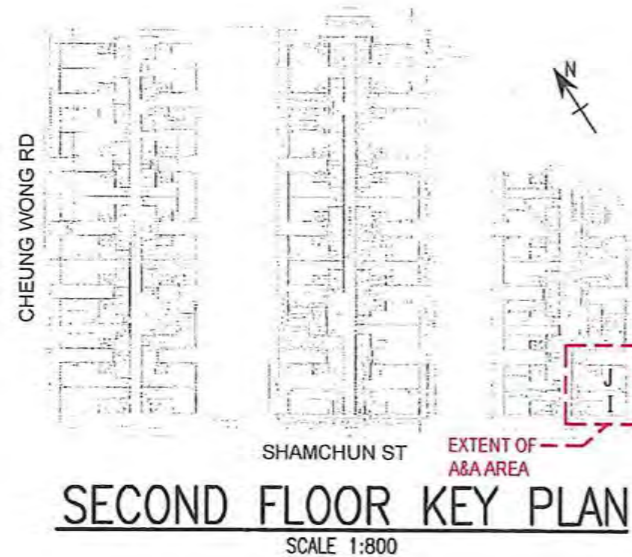 N
CHEUNG WONG RD
J
I
SHAMCHUN ST
EXTENT OF
A&A AREA
SECOND FLOOR KEY PLAN
SCALE 1:800